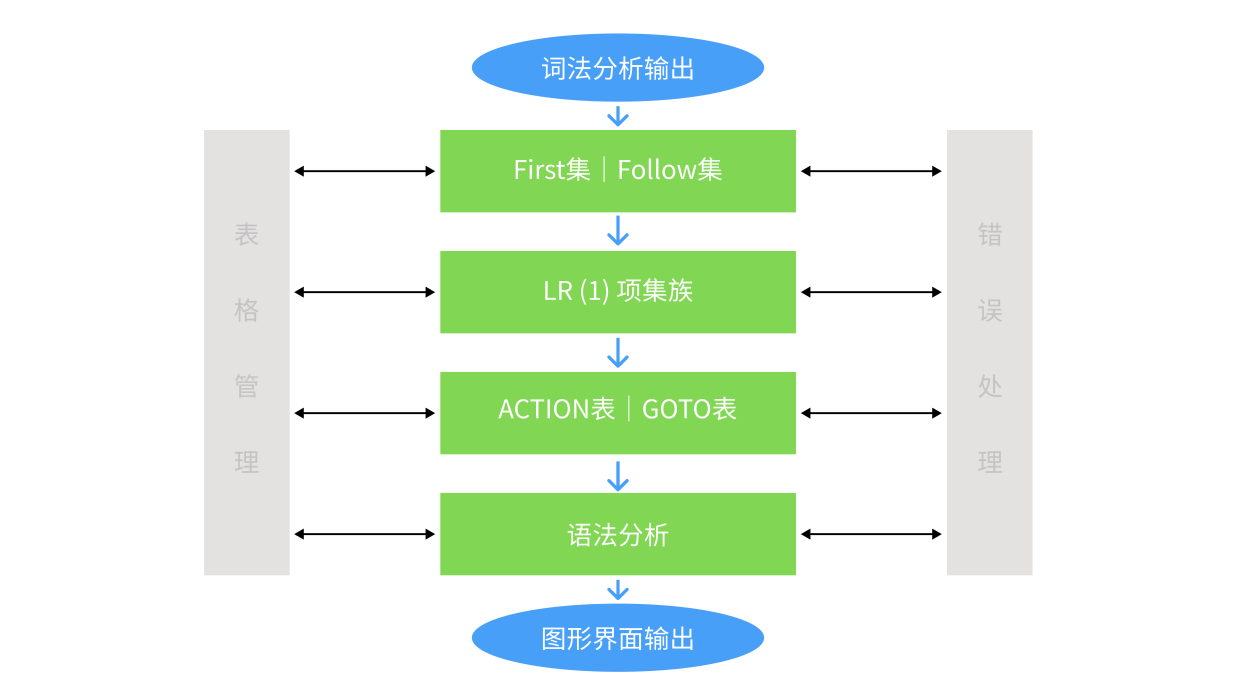 词法分析输出
First集｜Follow集
LR (1) 项集族
ACTION表｜GOTO表
语法分析
图形界面输出
表格管理
错误处理